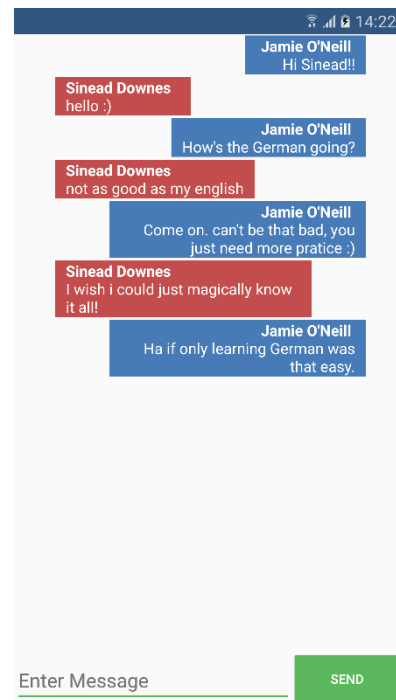 14:22
Jamie O'Neill
Hi Sinead!!
Sinead Downes
hello :)
Jamie O'Neill
How's the German going?
Sinead Downes
not as good as my english
Jamie O'Neill
Come on. can't be that bad, you
just need more pratice :)
Sinead Downes
I wish i could just magically know
it all!
Jamie O'Neill
Ha if only learning German was
that easy.
Enter Message
SEND